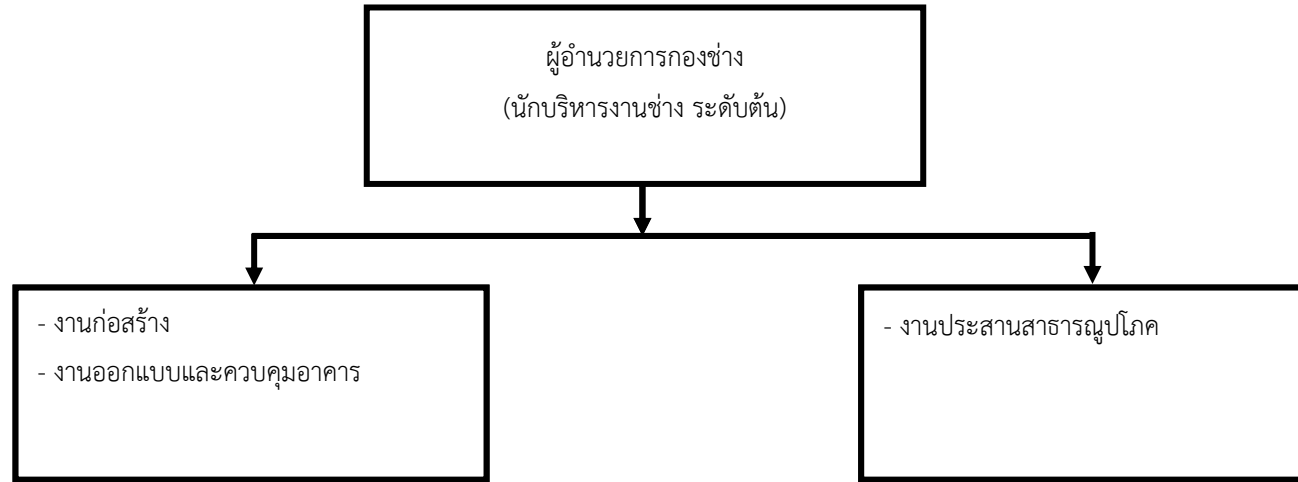 ผู้อำนวยการกองช่าง
(นักบริหารงานช่าง ระดับต้น)
- งานก่อสร้าง
- งานออกแบบและควบคุมอาคาร
- งานประสานสาธารณูปโภค